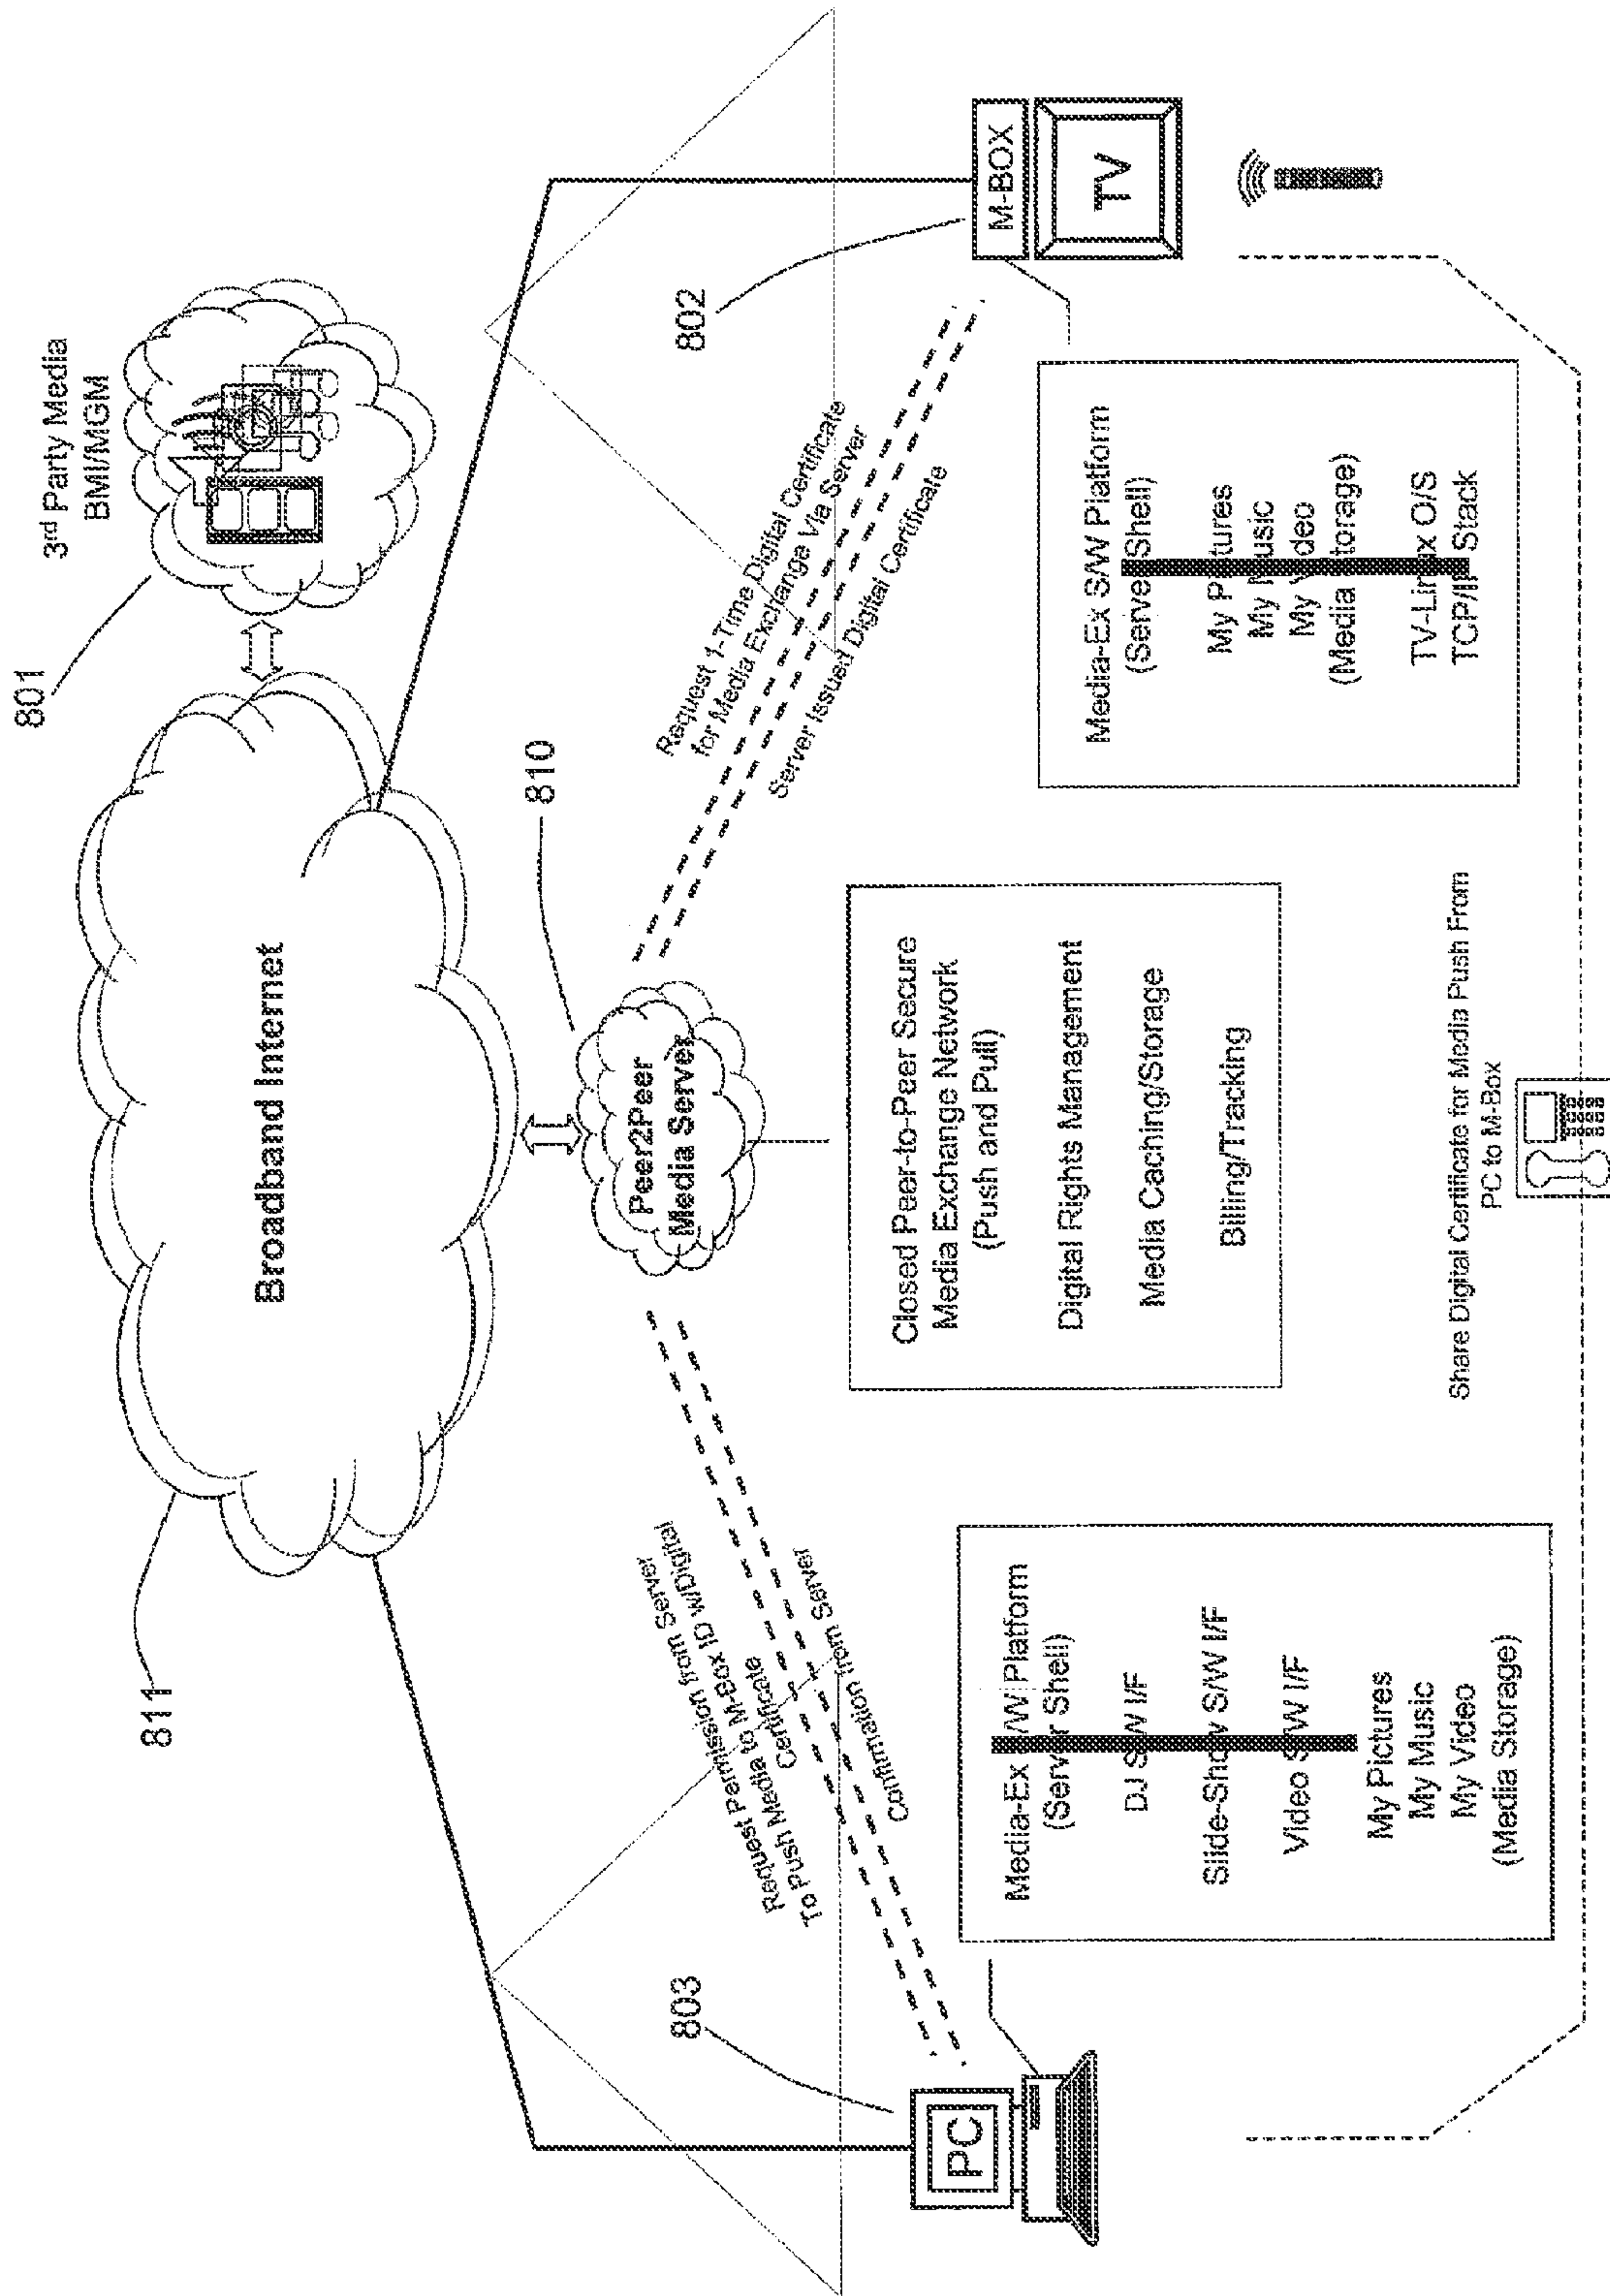 3rd Party Media
BMI/MGM
801
Broadband Internet
811
810
Peer2Peer
Media Server
Request Permission from Server
Request Media to M-Box ID w/Digital
To Push Media Certificate
Certificate
Confirmation from Server
Request 1-Time Digital Certificate
for Media Exchange Via Server
Server Issued Digital Certificate
803
PC
802
M-BOX
TV
Media-Ex S/W Platform
(Server Shell)
DJ S/W I/F
Slide-Show S/W I/F
Video S/W I/F
My Pictures
My Music
My Video
(Media Storage)
Closed Peer-to-Peer Secure
Media Exchange Network
(Push and Pull)
Digital Rights Management
Media Caching/Storage
Billing/Tracking
Media-Ex S/W Platform
(Server Shell)
My Pictures
My Music
My Video
(Media Storage)
TV-Linux O/S
TCP/IP Stack
Share Digital Certificate for Media Push From
PC to M-Box